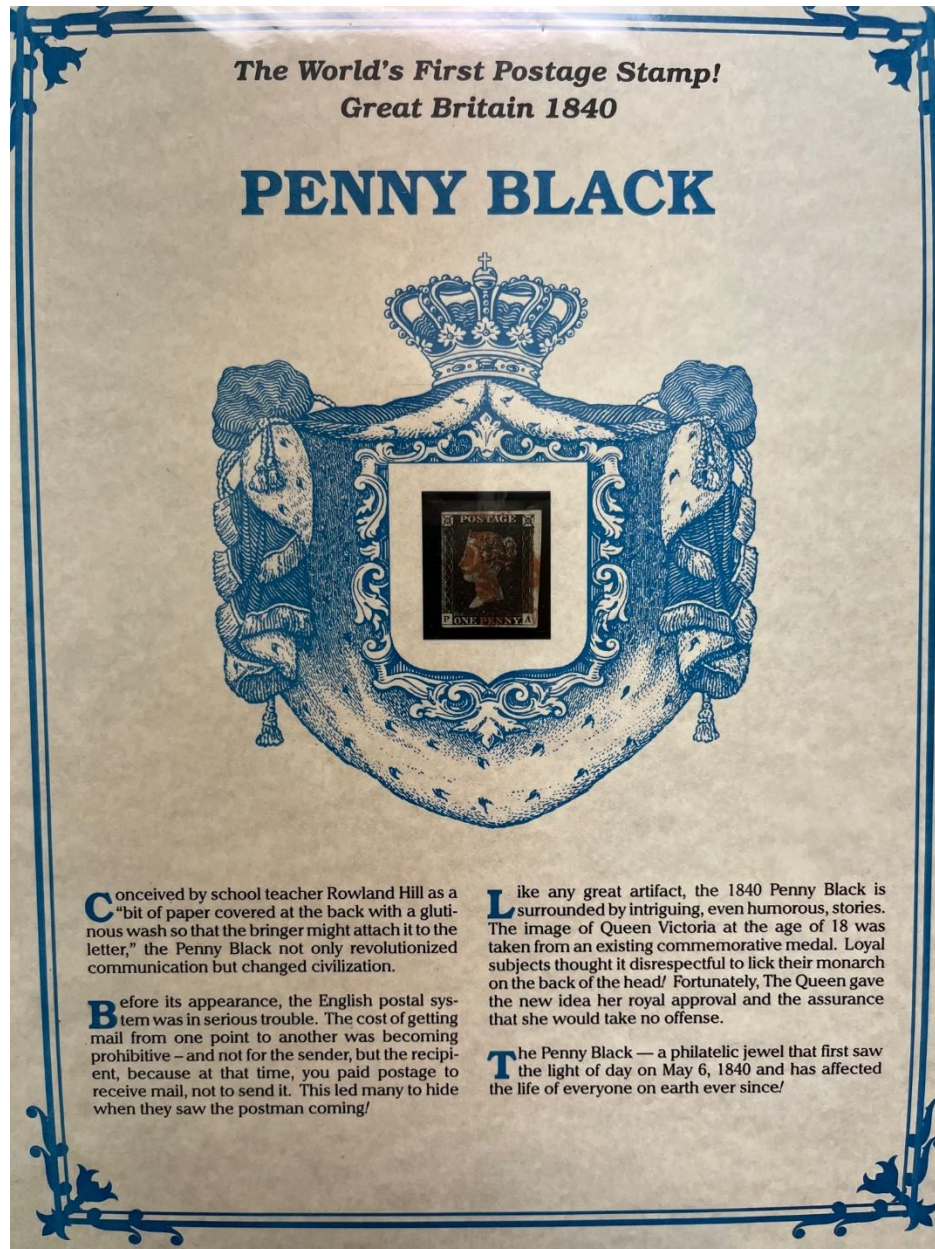 The World's First Postage Stamp!
Great Britain 1840
PENNY BLACK
POSTAGE
P ONE PENNY. A
Conceived by school teacher Rowland Hill as a
"bit of paper covered at the back with a gluti-
nous wash so that the bringer might attach it to the
letter," the Penny Black not only revolutionized
communication but changed civilization.
Before its appearance, the English postal sys-
tem was in serious trouble. The cost of getting
mail from one point to another was becoming
prohibitive – and not for the sender, but the recipi-
ent, because at that time, you paid postage to
receive mail, not to send it. This led many to hide
when they saw the postman coming!
Like any great artifact, the 1840 Penny Black is
surrounded by intriguing, even humorous, stories.
The image of Queen Victoria at the age of 18 was
taken from an existing commemorative medal. Loyal
subjects thought it disrespectful to lick their monarch
on the back of the head! Fortunately, The Queen gave
the new idea her royal approval and the assurance
that she would take no offense.
The Penny Black — a philatelic jewel that first saw
the light of day on May 6, 1840 and has affected
the life of everyone on earth ever since!